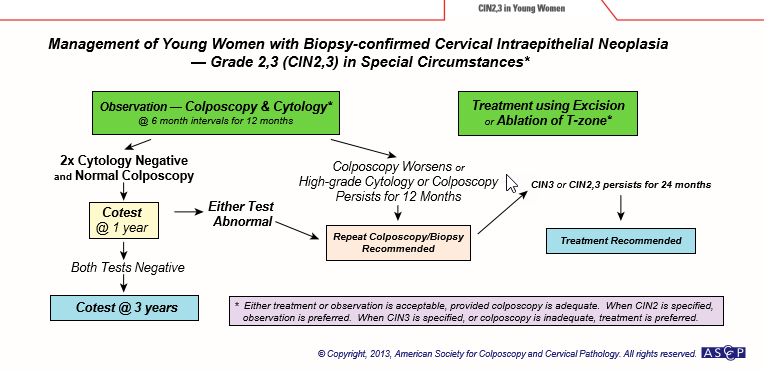 CIN2,3 in Young Women
Management of Young Women with Biopsy-confirmed Cervical Intraepithelial Neoplasia
— Grade 2,3 (CIN2,3) in Special Circumstances*
Observation — Colposcopy & Cytology*
@ 6 month intervals for 12 months
Treatment using Excision
or Ablation of T-zone*
2x Cytology Negative
and Normal Colposcopy
Colposcopy Worsens or
High-grade Cytology or Colposcopy
Persists for 12 Months
CIN3 or CIN2,3 persists for 24 months
Cotest
@ 1 year
Either Test
Abnormal
Repeat Colposcopy/Biopsy
Recommended
Treatment Recommended
Both Tests Negative
Cotest @ 3 years
* Either treatment or observation is acceptable, provided colposcopy is adequate. When CIN2 is specified,
observation is preferred. When CIN3 is specified, or colposcopy is inadequate, treatment is preferred.
© Copyright, 2013, American Society for Colposcopy and Cervical Pathology. All rights reserved.
ASCCP